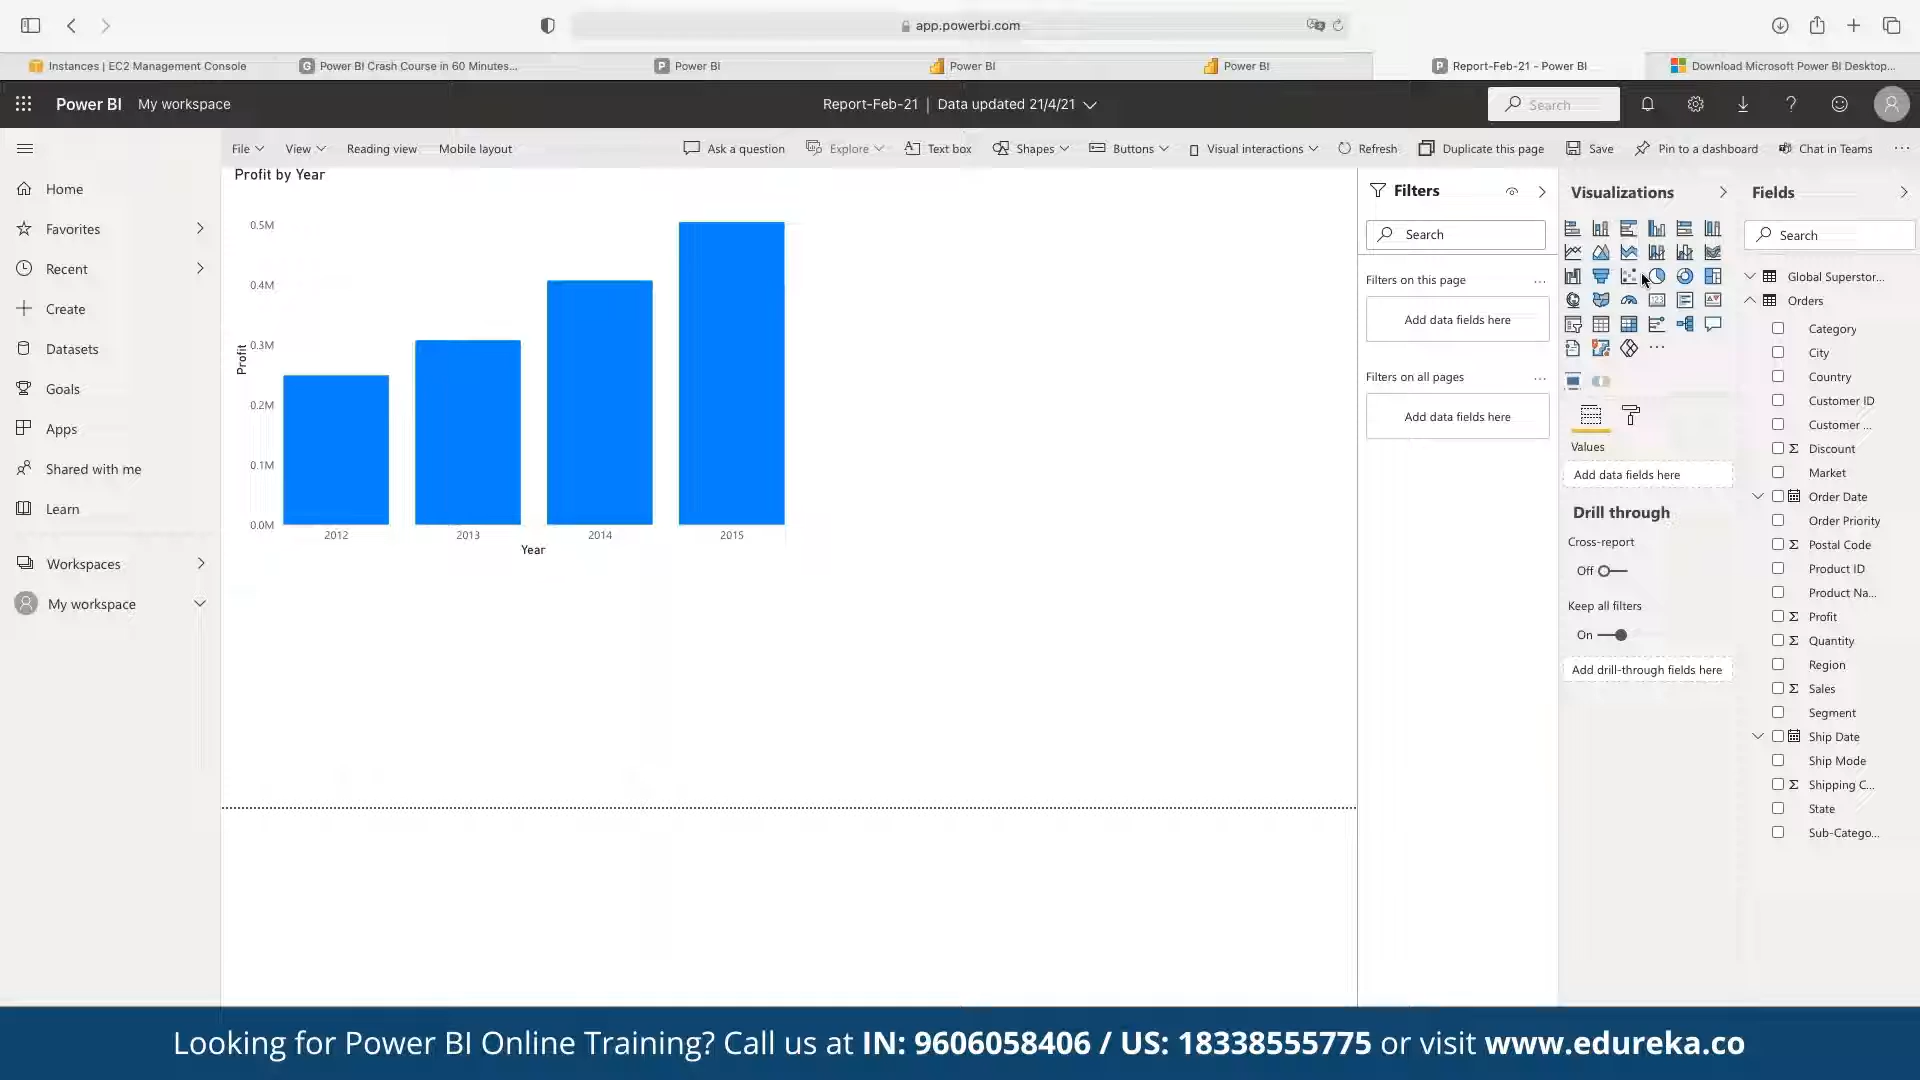 app.powerbi.com
Instances | EC2 Management Console
Power BI Crash Course in 60 Minutes...
Power BI
Power BI
Power BI
Report-Feb-21 - Power BI
Download Microsoft Power BI Desktop...
Power BI My workspace
Report-Feb-21 | Data updated 21/4/21
Search
File
View
Reading view
Mobile layout
Ask a question
Explore
Text box
Shapes
Buttons
Visual interactions
Refresh
Duplicate this page
Save
Pin to a dashboard
Chat in Teams
Home
Favorites
Recent
Create
Datasets
Goals
Apps
Shared with me
Learn
Workspaces
My workspace
Profit by Year
0.5M
0.4M
0.3M
0.2M
0.1M
0.0M
Profit
2012
2013
2014
2015
Year
Filters
Search
Filters on this page
Add data fields here
Filters on all pages
Add data fields here
Visualizations
123
Values
Add data fields here
Drill through
Cross-report
Off
Keep all filters
On
Add drill-through fields here
Fields
Search
Global Superstor...
Orders
Category
City
Country
Customer ID
Customer ...
Σ Discount
Market
Order Date
Order Priority
Σ Postal Code
Product ID
Product Na...
Σ Profit
Σ Quantity
Region
Σ Sales
Segment
Ship Date
Ship Mode
Σ Shipping C...
State
Sub-Catego...
Looking for Power BI Online Training? Call us at IN: 9606058406 / US: 18338555775 or visit www.edureka.co